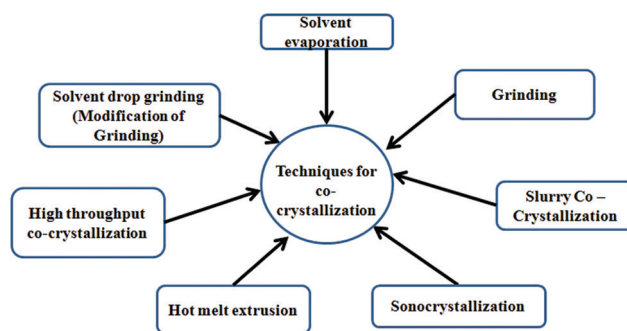 Solvent
evaporation
Solvent drop grinding
(Modification of
Grinding)
Grinding
Techniques for
co-
crystallization
High throughput
co-crystallization
Slurry Co –
Crystallization
Hot melt extrusion
Sonocrystallization